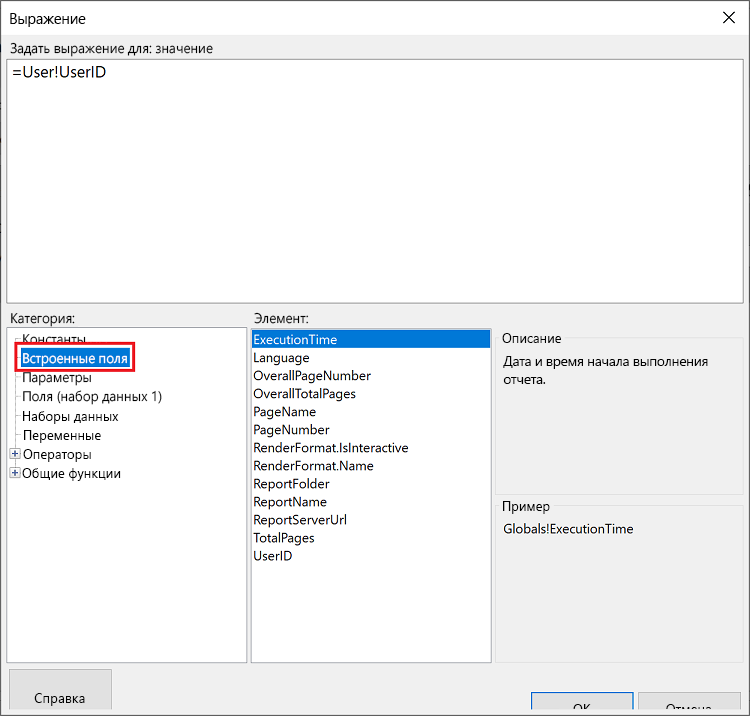 Выражение
Задать выражение для: значение
=User!UserID
Категория:
Константы
Встроенные поля
Параметры
Поля (набор данных 1)
Наборы данных
Переменные
Операторы
Общие функции
Элемент:
ExecutionTime
Language
OverallPageNumber
OverallTotalPages
PageName
PageNumber
RenderFormat.IsInteractive
RenderFormat.Name
ReportFolder
ReportName
ReportServerUrl
TotalPages
UserID
Описание
Дата и время начала выполнения
отчета.
Пример
Globals!ExecutionTime
Справка
OK
Отмена